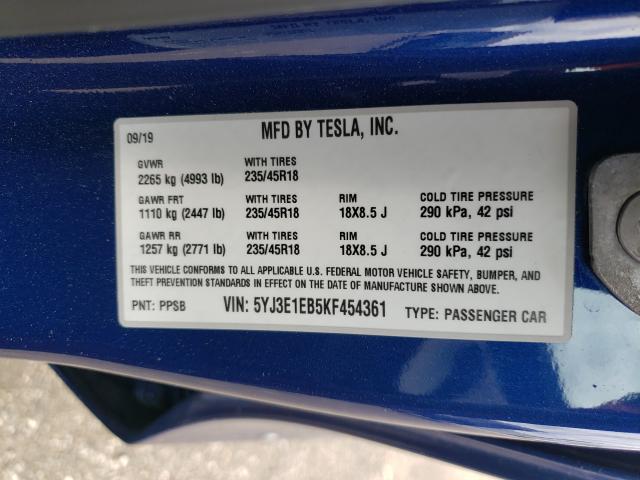 09/19 MFD BY TESLA, INC.
GVWR WITH TIRES
2265 kg (4993 lb) 235/45R18
GAWR FRT WITH TIRES RIM COLD TIRE PRESSURE
1110 kg (2447 lb) 235/45R18 18X8.5 J 290 kPa, 42 psi
GAWR RR WITH TIRES RIM COLD TIRE PRESSURE
1257 kg (2771 lb) 235/45R18 18X8.5 J 290 kPa, 42 psi
THIS VEHICLE CONFORMS TO ALL APPLICABLE U.S. FEDERAL MOTOR VEHICLE SAFETY, BUMPER, AND
THEFT PREVENTION STANDARDS IN EFFECT ON THE DATE OF MANUFACTURE SHOWN ABOVE.
PNT: PPSB VIN: 5YJ3E1EB5KF454361 TYPE: PASSENGER CAR